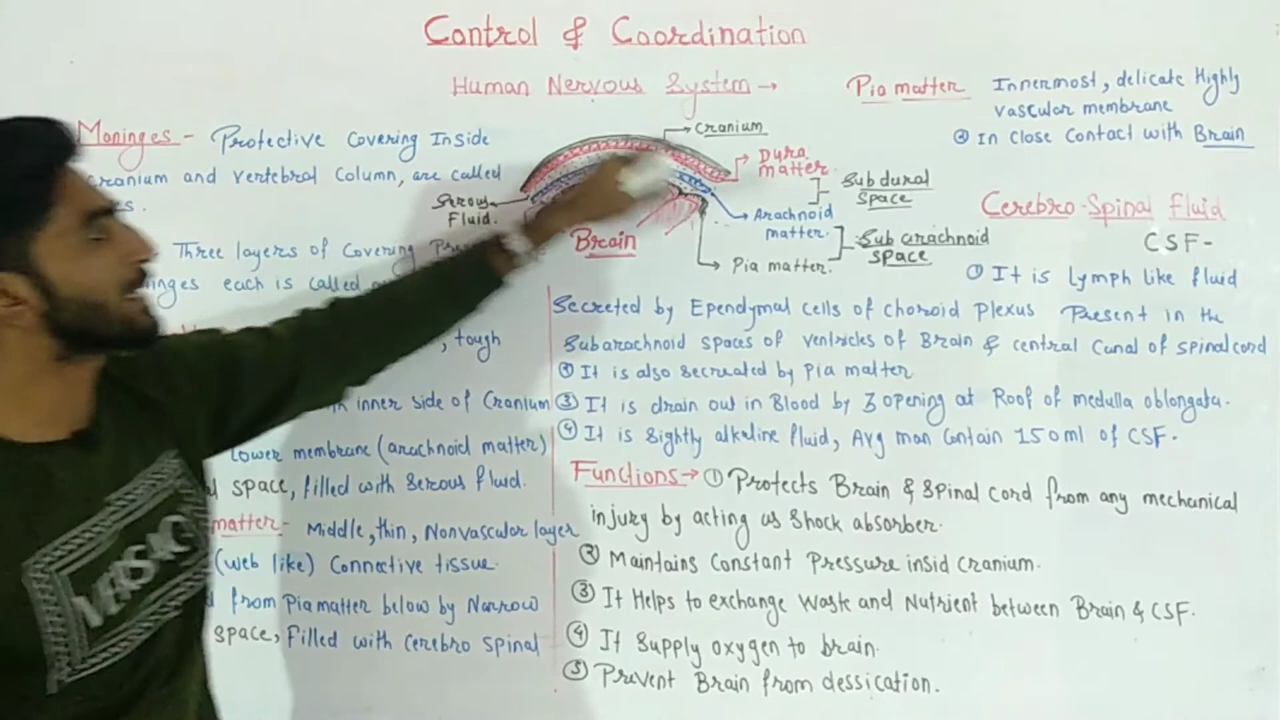 Control & Coordination
Human Nervous System →
Meninges - Protective Covering Inside
cranium and vertebral Column, are called
Three layers of Covering
each is called
, tough
inner side of Cranium
lower membrane (arachnoid matter)
space, filled with Serous fluid.
matter - Middle, thin, Nonvascular layer
(web like) Connective tissue.
from Pia matter below by Narrow
space, Filled with cerebro spinal
Cranium
Dura
matter
Sub dural
Space
Serous
Fluid.
Arachnoid
matter.
Sub arachnoid
space
Brain
Pia matter.
Pia matter Innermost, delicate Highly
vascular membrane
② In Close Contact with Brain
Cerebro-Spinal fluid
CSF-
① It is lymph like fluid
Secreted by Ependymal cells of choroid plexus Present in the
Subarachnoid spaces of ventricles of Brain & central Canal of spinalcord
② It is also secreated by Pia matter
③ It is drain out in Blood by 3 opening at Roof of medulla oblongata.
④ It is Sightly alkaline fluid, Avg man Contain 150 ml of CSF.
Functions → ① Protects Brain & Spinal cord from any mechanical
injury by acting as Shock absorber.
② Maintains Constant Pressure insid cranium.
③ It Helps to exchange Waste and Nutrient between Brain & CSF.
④ It Supply oxygen to brain.
⑤ Prevent Brain from dessication.